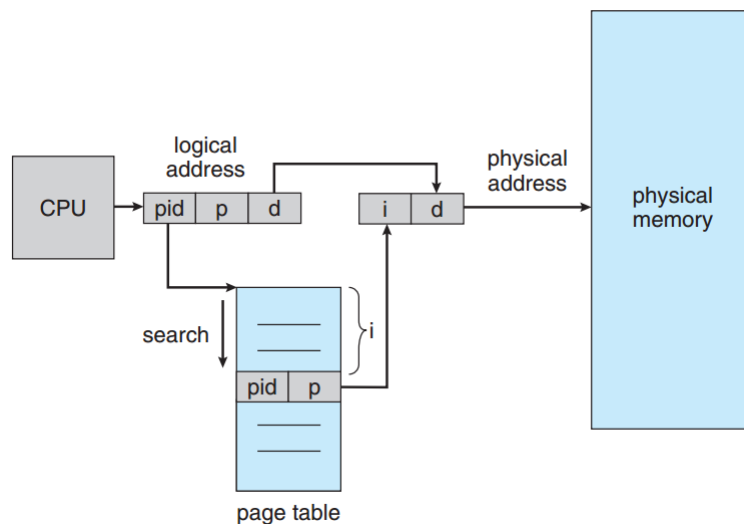 logical
address
physical
address
CPU
pid p d
i d
physical
memory
search
i
pid p
page table